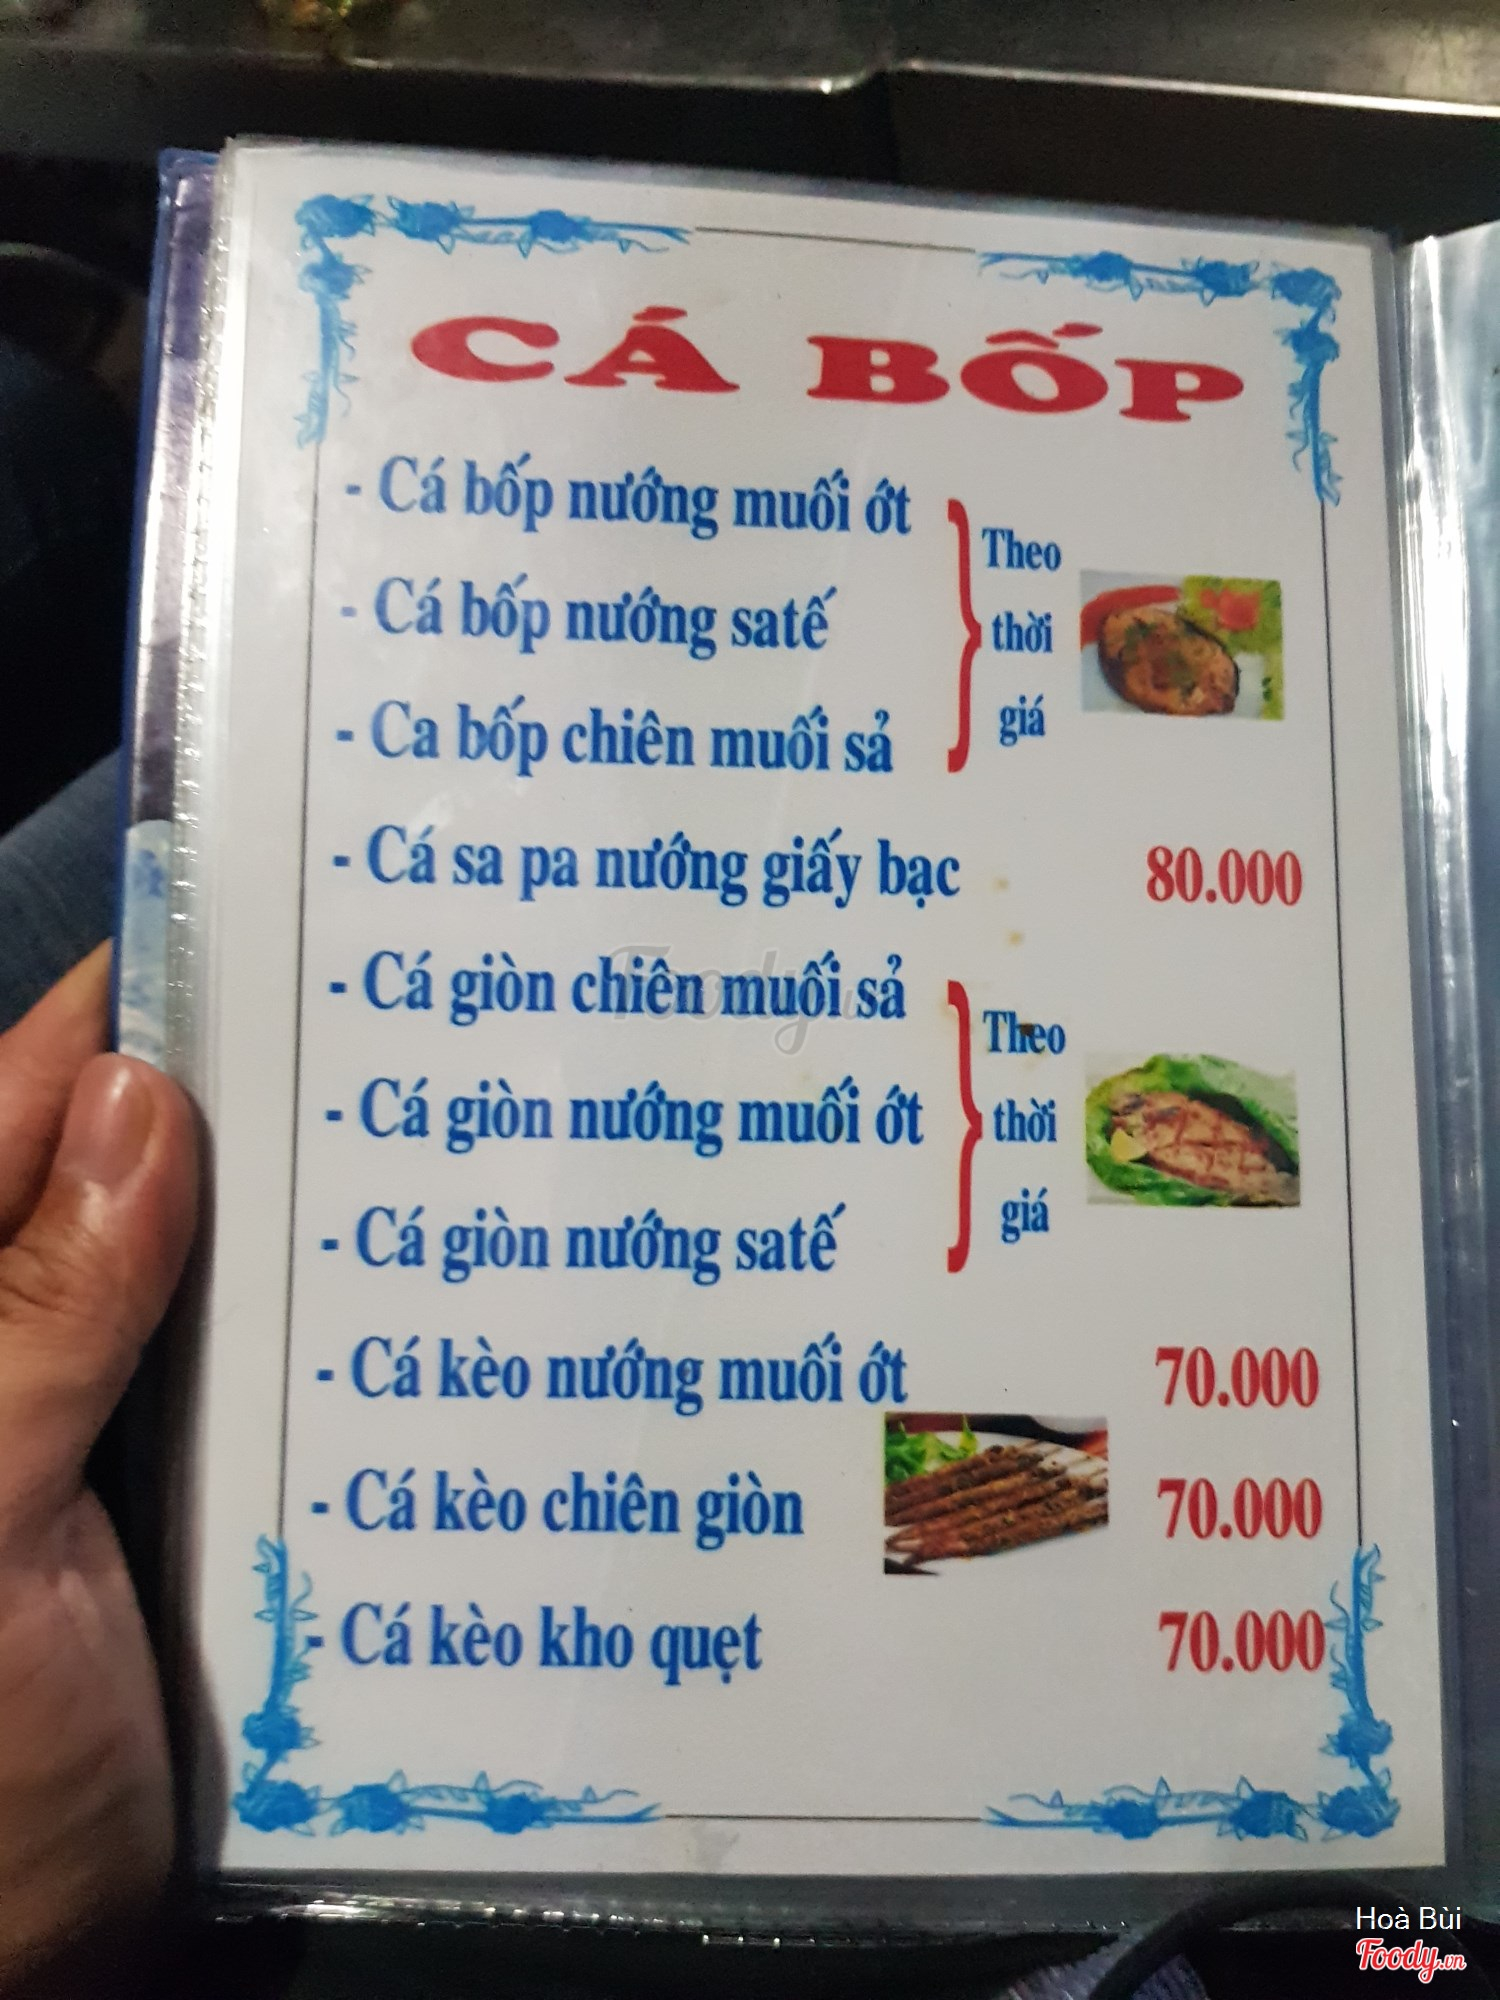 CÁ BỐP
- Cá bốp nướng muối ớt
- Cá bốp nướng satế
- Ca bốp chiên muối sả
Theo
thời
giá
- Cá sa pa nướng giấy bạc 80.000
- Cá giòn chiên muối sả
- Cá giòn nướng muối ớt
- Cá giòn nướng satế
Theo
thời
giá
- Cá kèo nướng muối ớt 70.000
- Cá kèo chiên giòn 70.000
- Cá kèo kho quẹt 70.000
Foody.vn
Hoà Bùi
Foody.vn